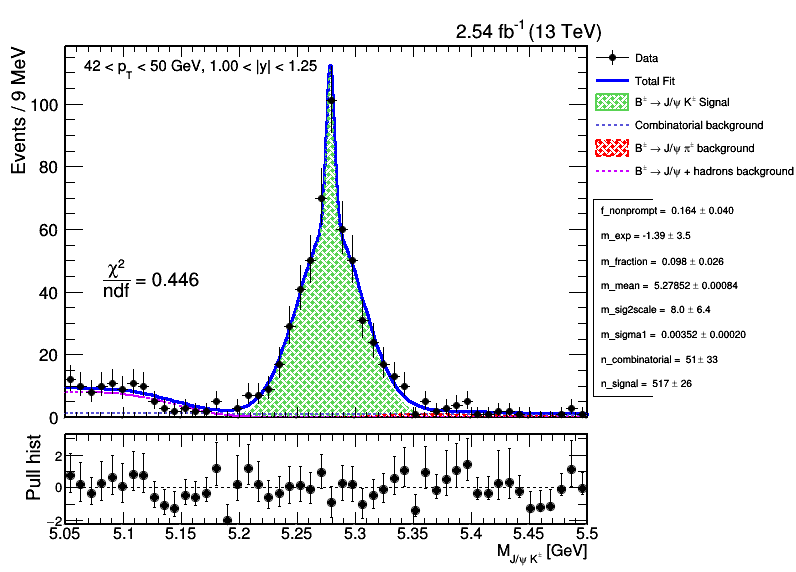 2.54 fb⁻¹ (13 TeV)
Events / 9 MeV
42 < p_T < 50 GeV, 1.00 < |y| < 1.25
χ²/ndf = 0.446
100
80
60
40
20
0
Data
Total Fit
B± → J/ψ K± Signal
Combinatorial background
B± → J/ψ π± background
B± → J/ψ + hadrons background
f_nonprompt = 0.164 ± 0.040
m_exp = -1.39 ± 3.5
m_fraction = 0.098 ± 0.026
m_mean = 5.27852 ± 0.00084
m_sig2scale = 8.0 ± 6.4
m_sigma1 = 0.00352 ± 0.00020
n_combinatorial = 51 ± 33
n_signal = 517 ± 26
Pull hist
2
0
−2
5.05 5.1 5.15 5.2 5.25 5.3 5.35 5.4 5.45 5.5
M_{J/ψ K±} [GeV]